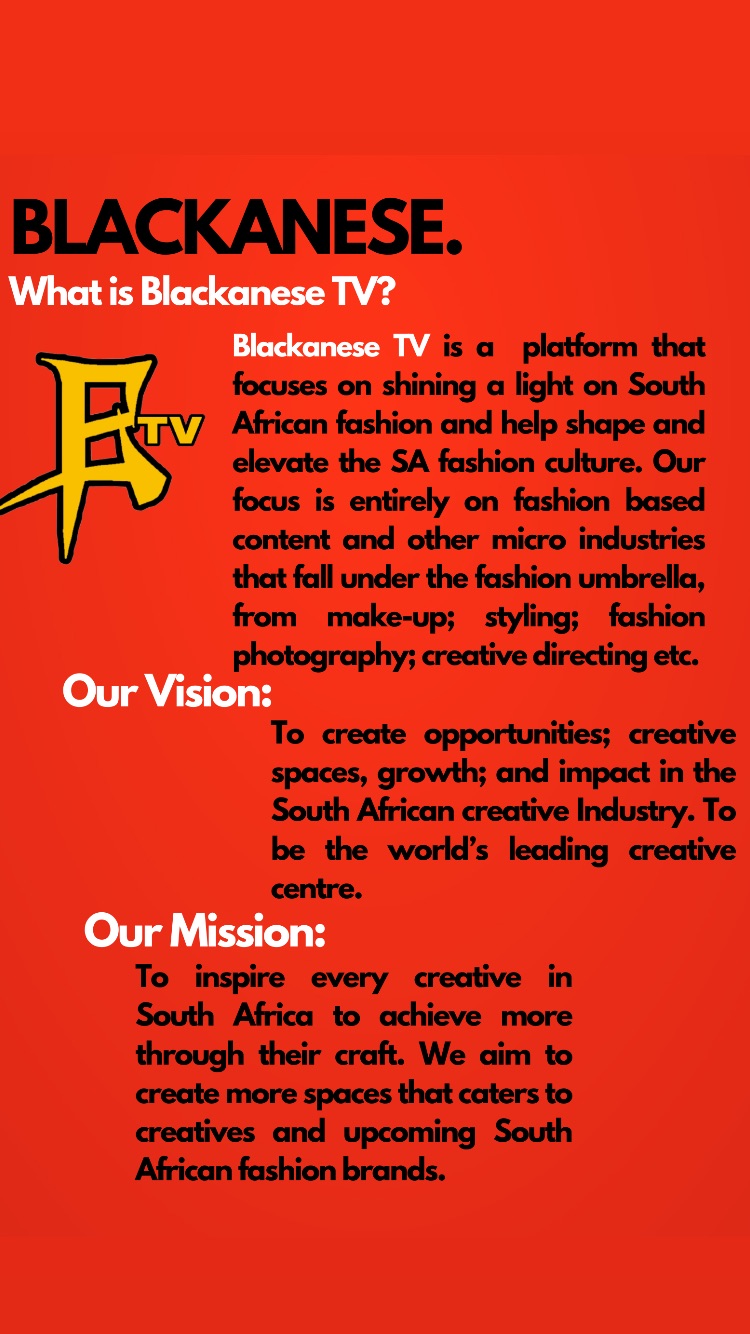 BLACKANESE.
What is Blackanese TV?
TV
Blackanese TV is a platform that
focuses on shining a light on South
African fashion and help shape and
elevate the SA fashion culture. Our
focus is entirely on fashion based
content and other micro industries
that fall under the fashion umbrella,
from make-up; styling; fashion
photography; creative directing etc.
Our Vision:
To create opportunities; creative
spaces, growth; and impact in the
South African creative Industry. To
be the world’s leading creative
centre.
Our Mission:
To inspire every creative in
South Africa to achieve more
through their craft. We aim to
create more spaces that caters to
creatives and upcoming South
African fashion brands.